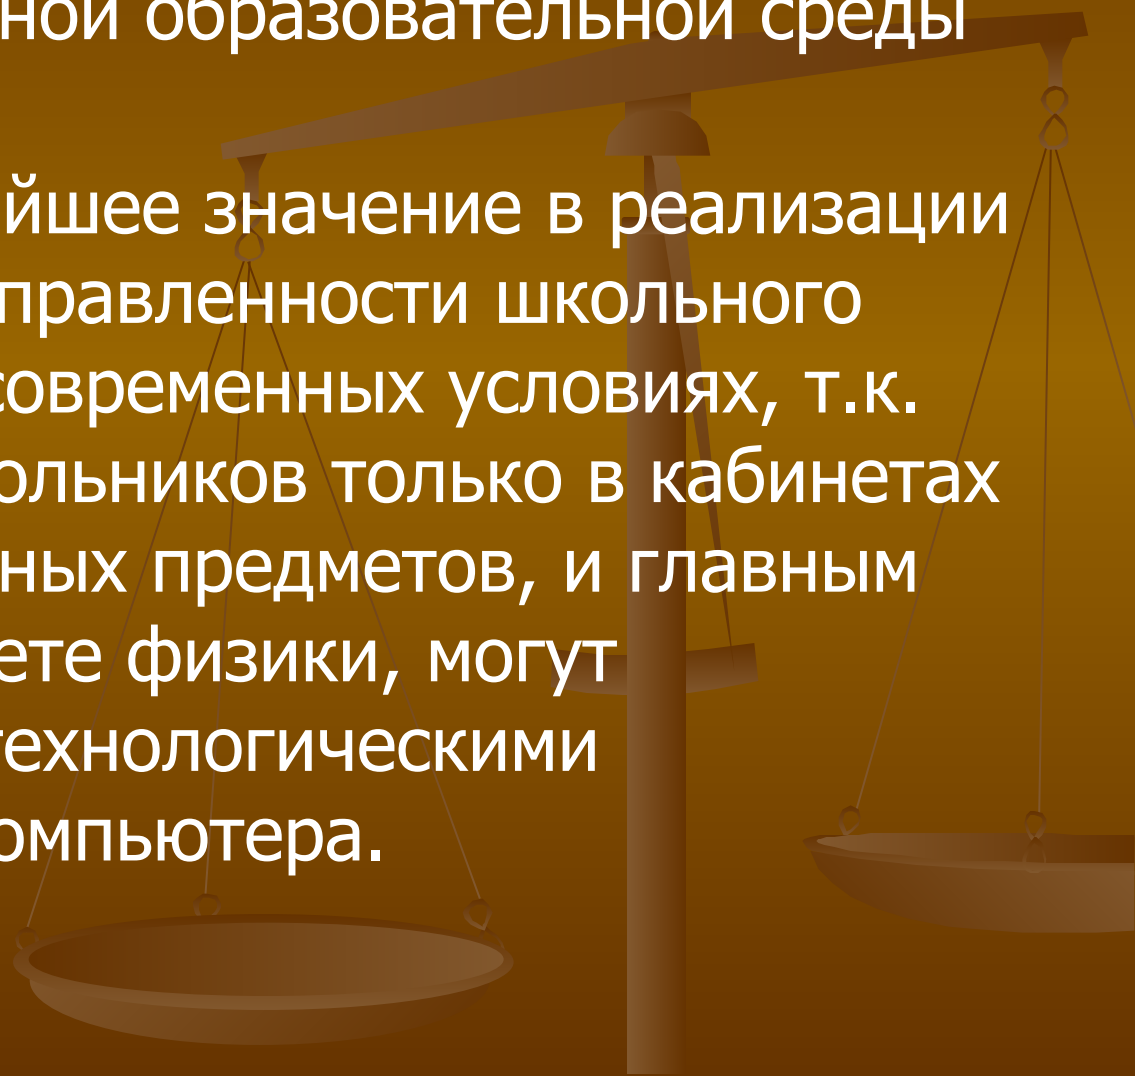 ной образовательной среды
йшее значение в реализации
правленности школьного
современных условиях, т.к.
ольников только в кабинетах
ных предметов, и главным
ете физики, могут
технологическими
омпьютера.